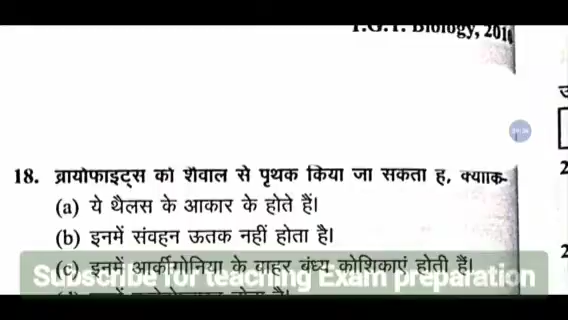 T.G.T. Biology, 2010
18. ब्रायोफाइट्स को शैवाल से पृथक किया जा सकता ह, क्याोक-
(a) ये थैलस के आकार के होते हैं।
(b) इनमें संवहन ऊतक नहीं होता है।
(c) इनमें आर्कीगोनिया के बाहर बंध्य कोशिकाएं होती हैं।
Subscribe for teaching Exam preparation